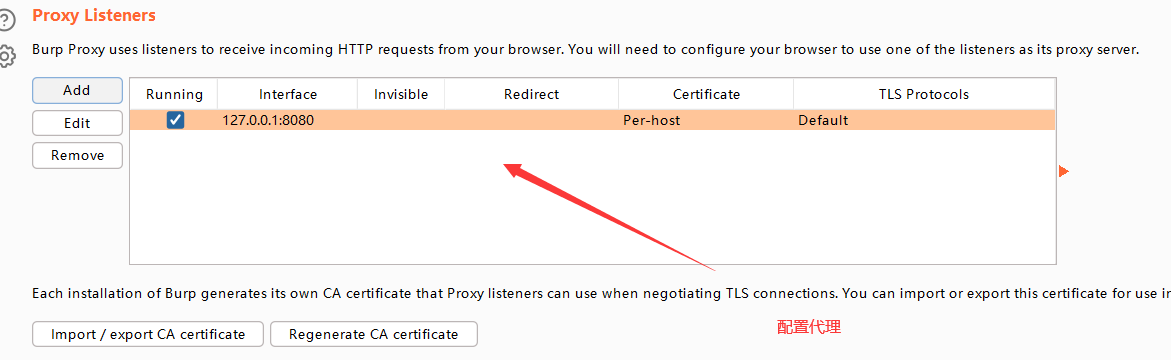 Proxy Listeners
Burp Proxy uses listeners to receive incoming HTTP requests from your browser. You will need to configure your browser to use one of the listeners as its proxy server.
Add
Edit
Remove
Running Interface Invisible Redirect Certificate TLS Protocols
127.0.0.1:8080 Per-host Default
Each installation of Burp generates its own CA certificate that Proxy listeners can use when negotiating TLS connections. You can import or export this certificate for use in
Import / export CA certificate Regenerate CA certificate
配置代理